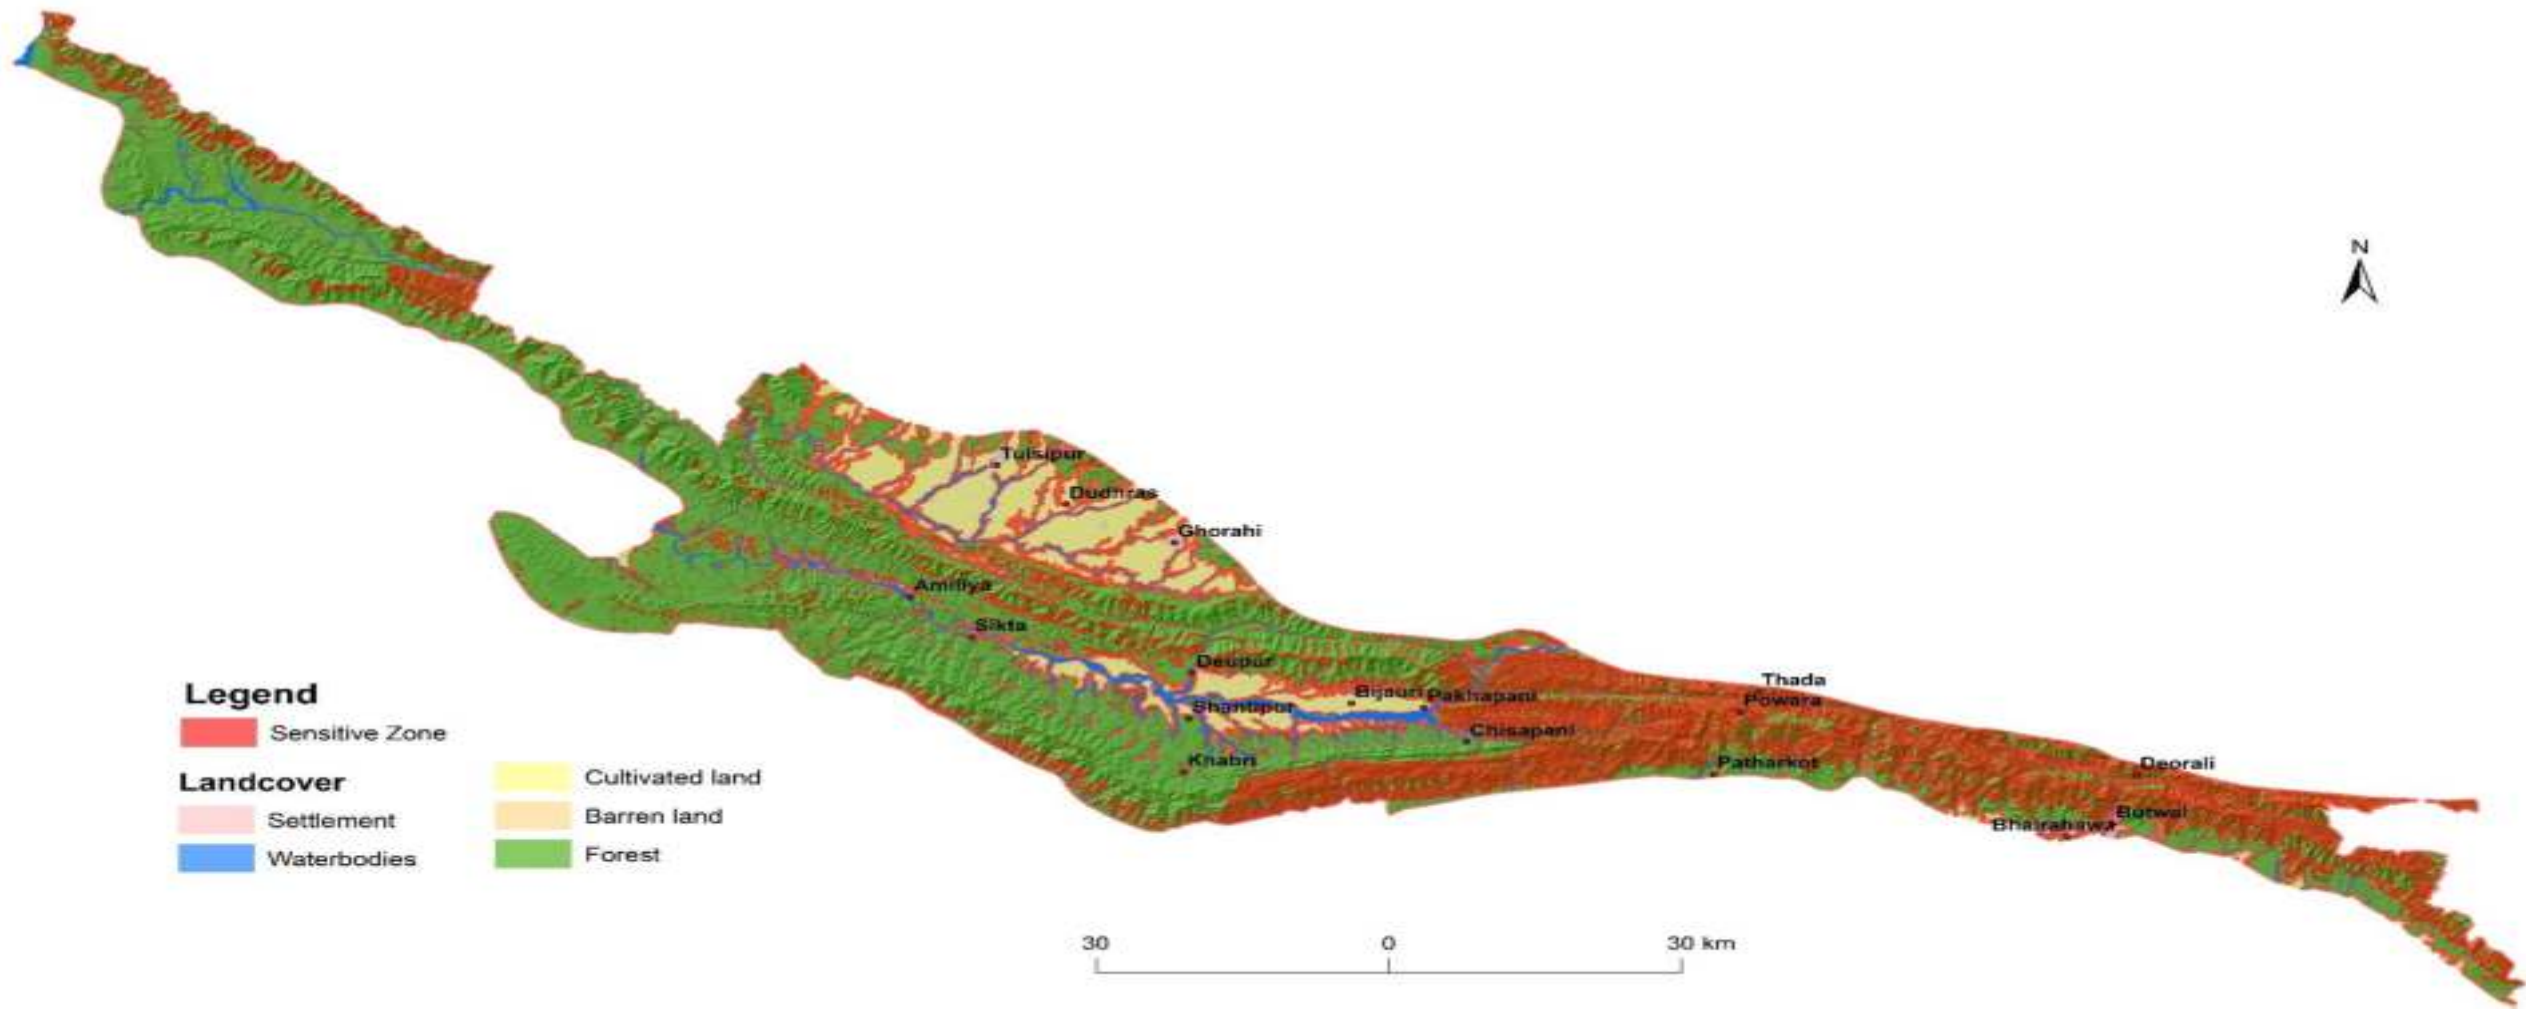 N
Tulsipur
Dudhras
Ghorahi
Amiliya
Sikta
Deupur
Bijauri
Pakhapani
Shantipur
Chisapani
Khabri
Thada
Powara
Patharkot
Deorali
Botwal
Bhairahawa
Legend
Sensitive Zone
Landcover
Settlement
Waterbodies
Cultivated land
Barren land
Forest
30 0 30 km